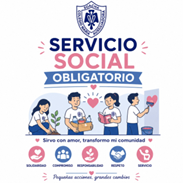 SERVICIO
SOCIAL
OBLIGATORIO
Sirvo con amor, transformo mi comunidad
SOLIDARIDAD
COMPROMISO
RESPONSABILIDAD
RESPETO
SERVICIO
Pequeñas acciones, grandes cambios